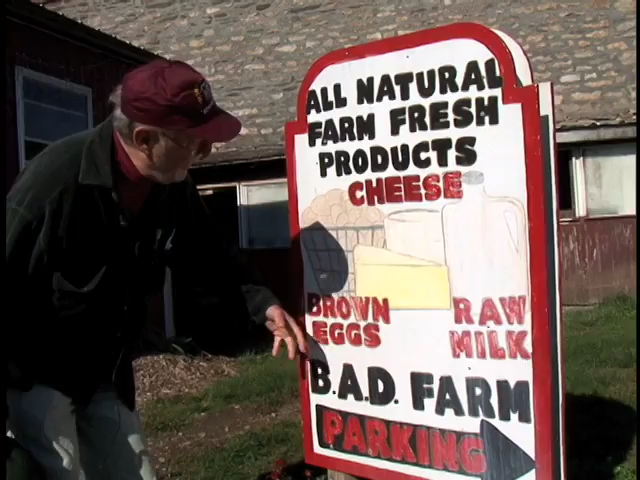 ALL NATURAL
FARM FRESH
PRODUCTS
CHEESE
BROWN
EGGS
RAW
MILK
B.A.D. FARM
PARKING